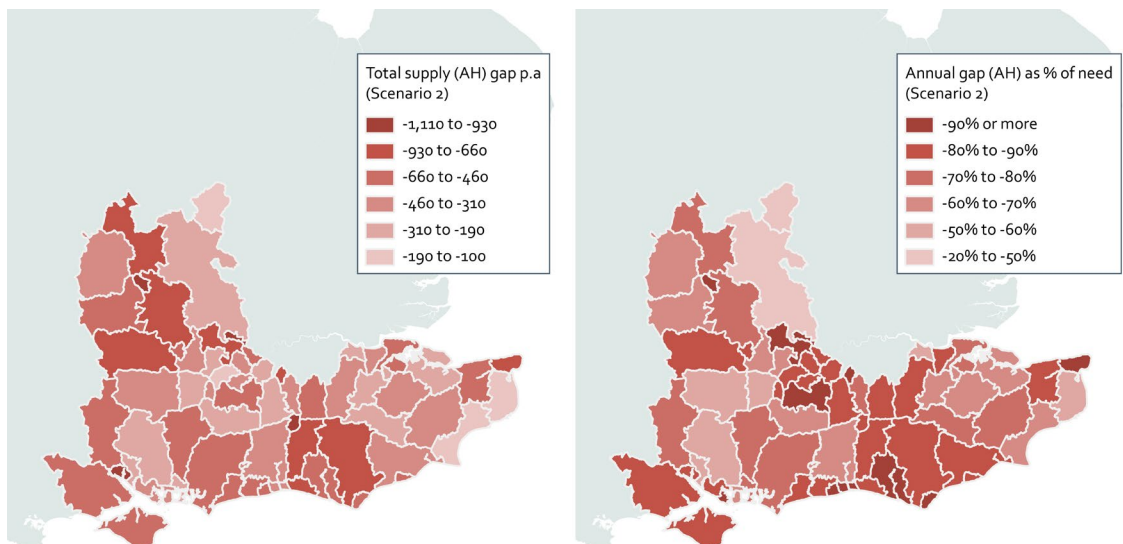 Total supply (AH) gap p.a
(Scenario 2)
-1,110 to -930
-930 to -660
-660 to -460
-460 to -310
-310 to -190
-190 to -100
Annual gap (AH) as % of need
(Scenario 2)
-90% or more
-80% to -90%
-70% to -80%
-60% to -70%
-50% to -60%
-20% to -50%